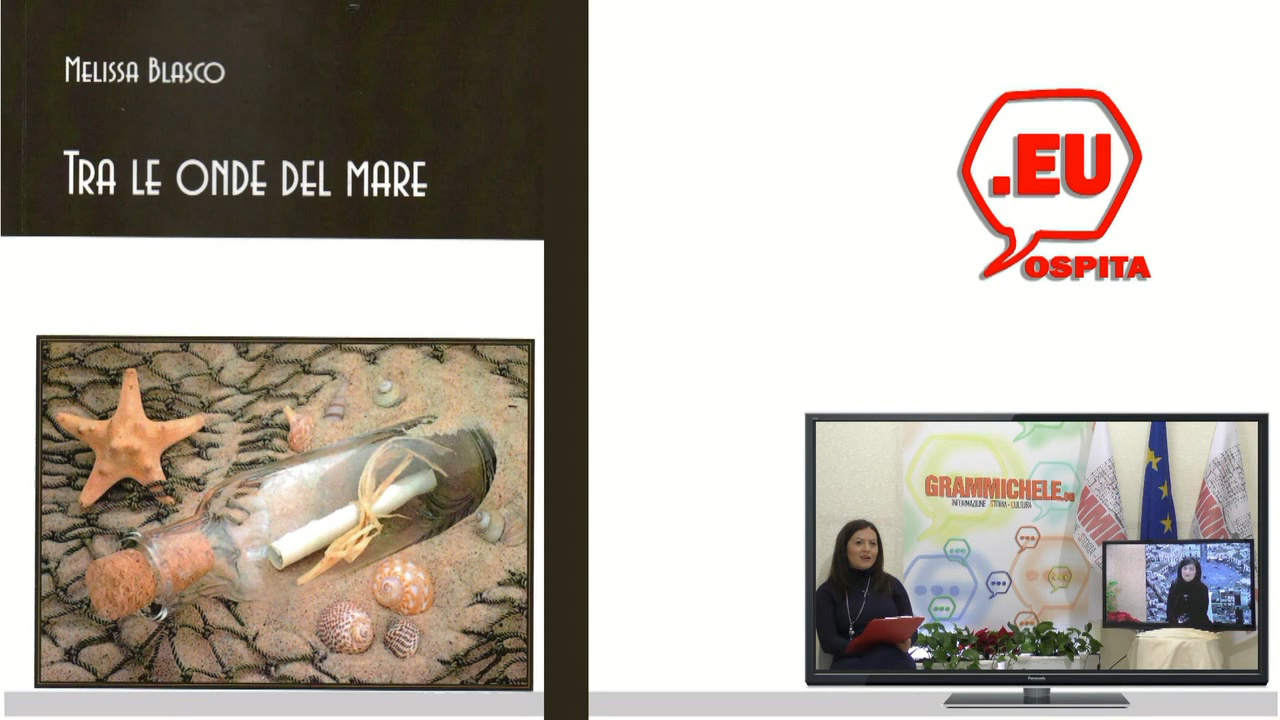 MELISSA BLASCO
TRA LE ONDE DEL MARE
.EU
OSPITA
GRAMMICHELE.EU
INFORMAZIONE · STORIA · CULTURA
Panasonic